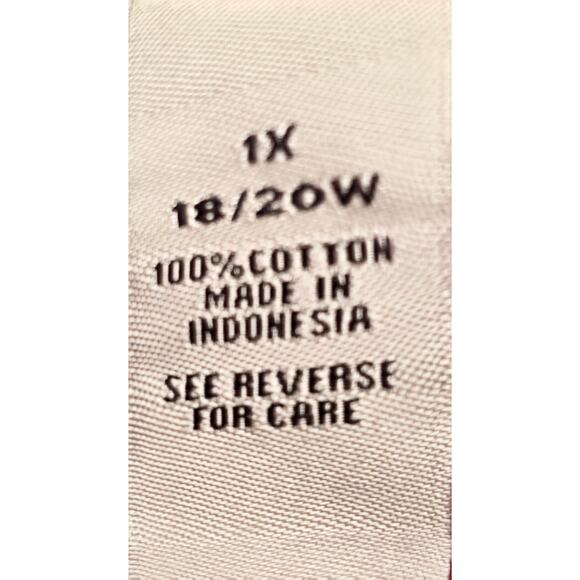 1X
18/20W
100% COTTON
MADE IN
INDONESIA
SEE REVERSE
FOR CARE